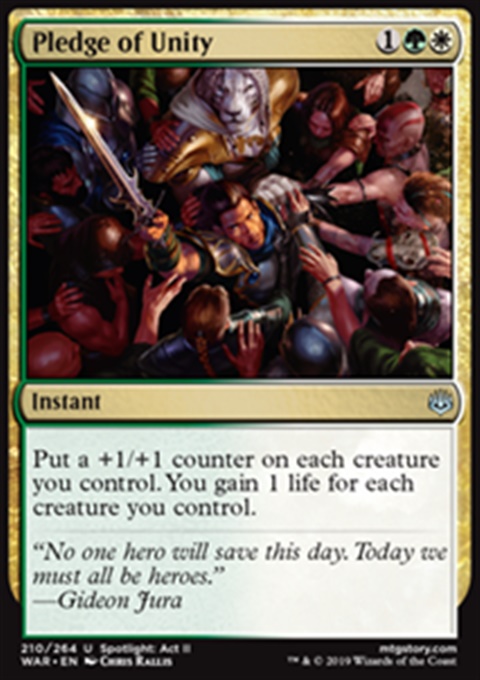 Pledge of Unity 1
Instant
Put a +1/+1 counter on each creature
you control. You gain 1 life for each
creature you control.
“No one hero will save this day. Today we
must all be heroes.”
—Gideon Jura
210/264 U Spotlight: Act II
WAR • EN Chris Rallis
mtgstory.com
™ & © 2019 Wizards of the Coast